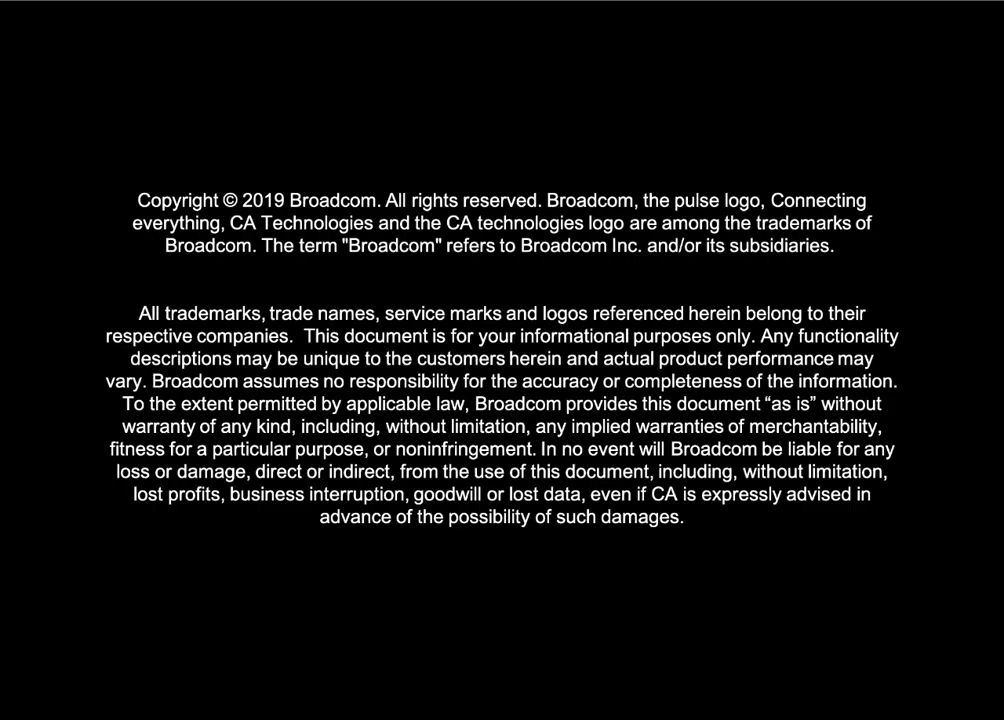 Copyright © 2019 Broadcom. All rights reserved. Broadcom, the pulse logo, Connecting
everything, CA Technologies and the CA technologies logo are among the trademarks of
Broadcom. The term "Broadcom" refers to Broadcom Inc. and/or its subsidiaries.
All trademarks, trade names, service marks and logos referenced herein belong to their
respective companies.  This document is for your informational purposes only. Any functionality
descriptions may be unique to the customers herein and actual product performance may
vary. Broadcom assumes no responsibility for the accuracy or completeness of the information.
To the extent permitted by applicable law, Broadcom provides this document “as is” without
warranty of any kind, including, without limitation, any implied warranties of merchantability,
fitness for a particular purpose, or noninfringement. In no event will Broadcom be liable for any
loss or damage, direct or indirect, from the use of this document, including, without limitation,
lost profits, business interruption, goodwill or lost data, even if CA is expressly advised in
advance of the possibility of such damages.